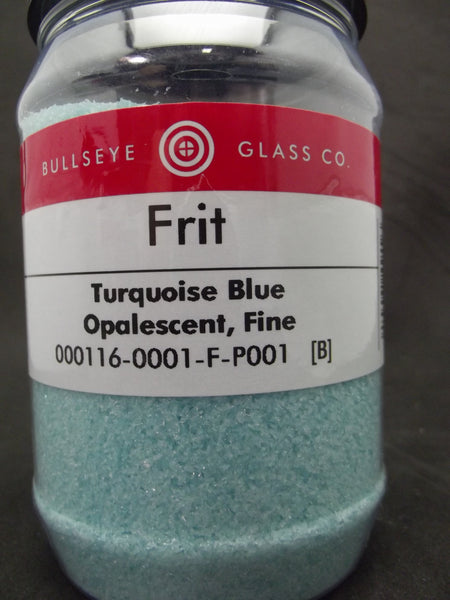 BULLSEYE GLASS CO.
Frit
Turquoise Blue
Opalescent, Fine
000116-0001-F-P001 [B]